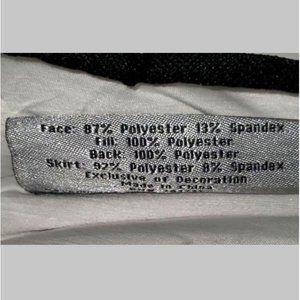 Face: 87% Polyester 13% Spandex
Fill: 100% Polyester
Back: 100% Polyester
Skirt: 92% Polyester 8% Spandex
Exclusive of Decoration
Made in China